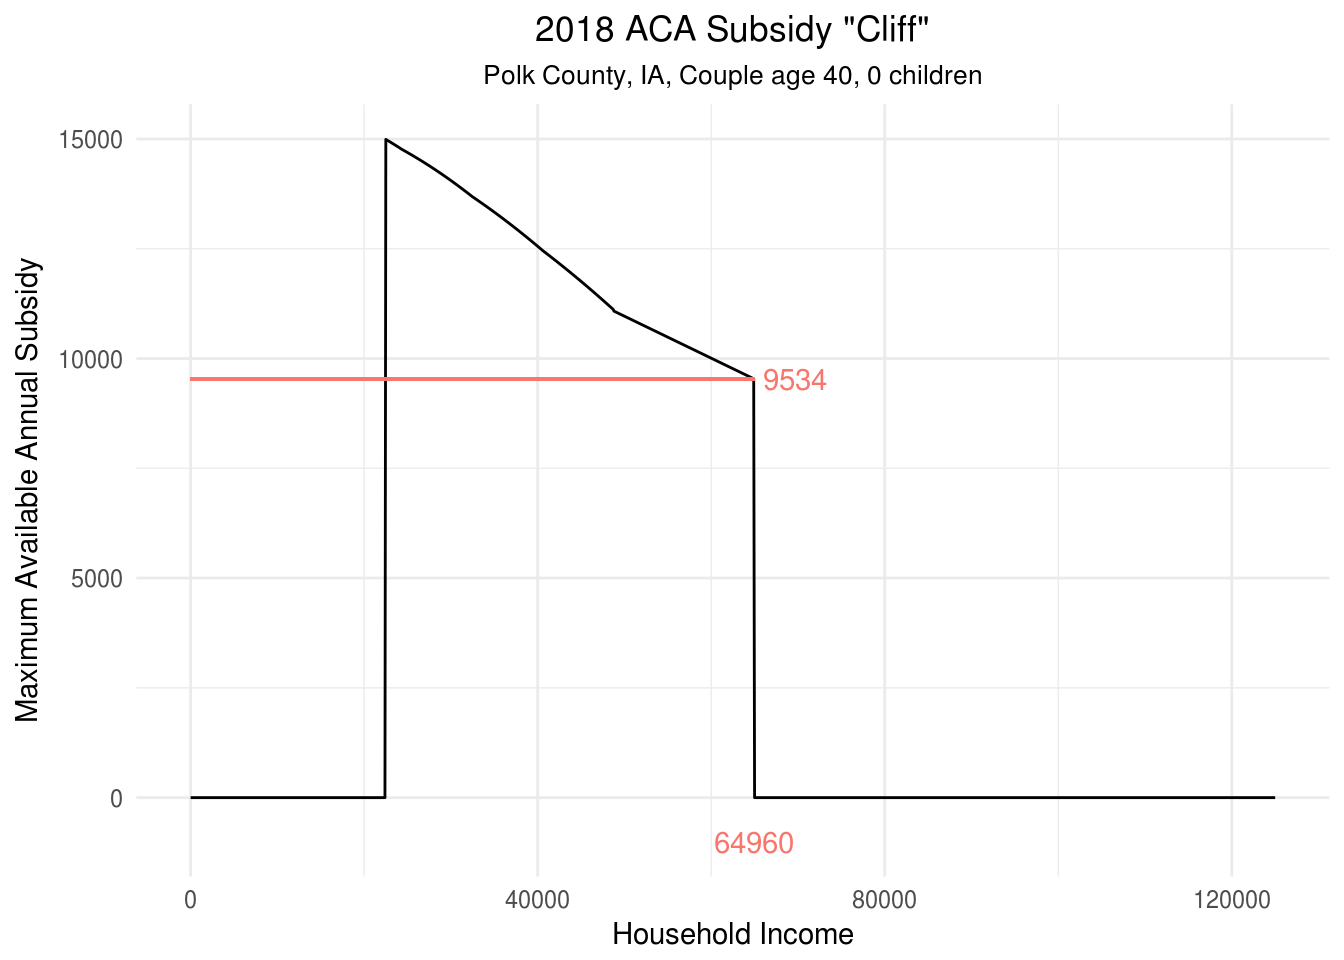 2018 ACA Subsidy "Cliff"
Polk County, IA, Couple age 40, 0 children
Maximum Available Annual Subsidy
15000
10000
5000
0
9534
64960
0
40000
80000
120000
Household Income